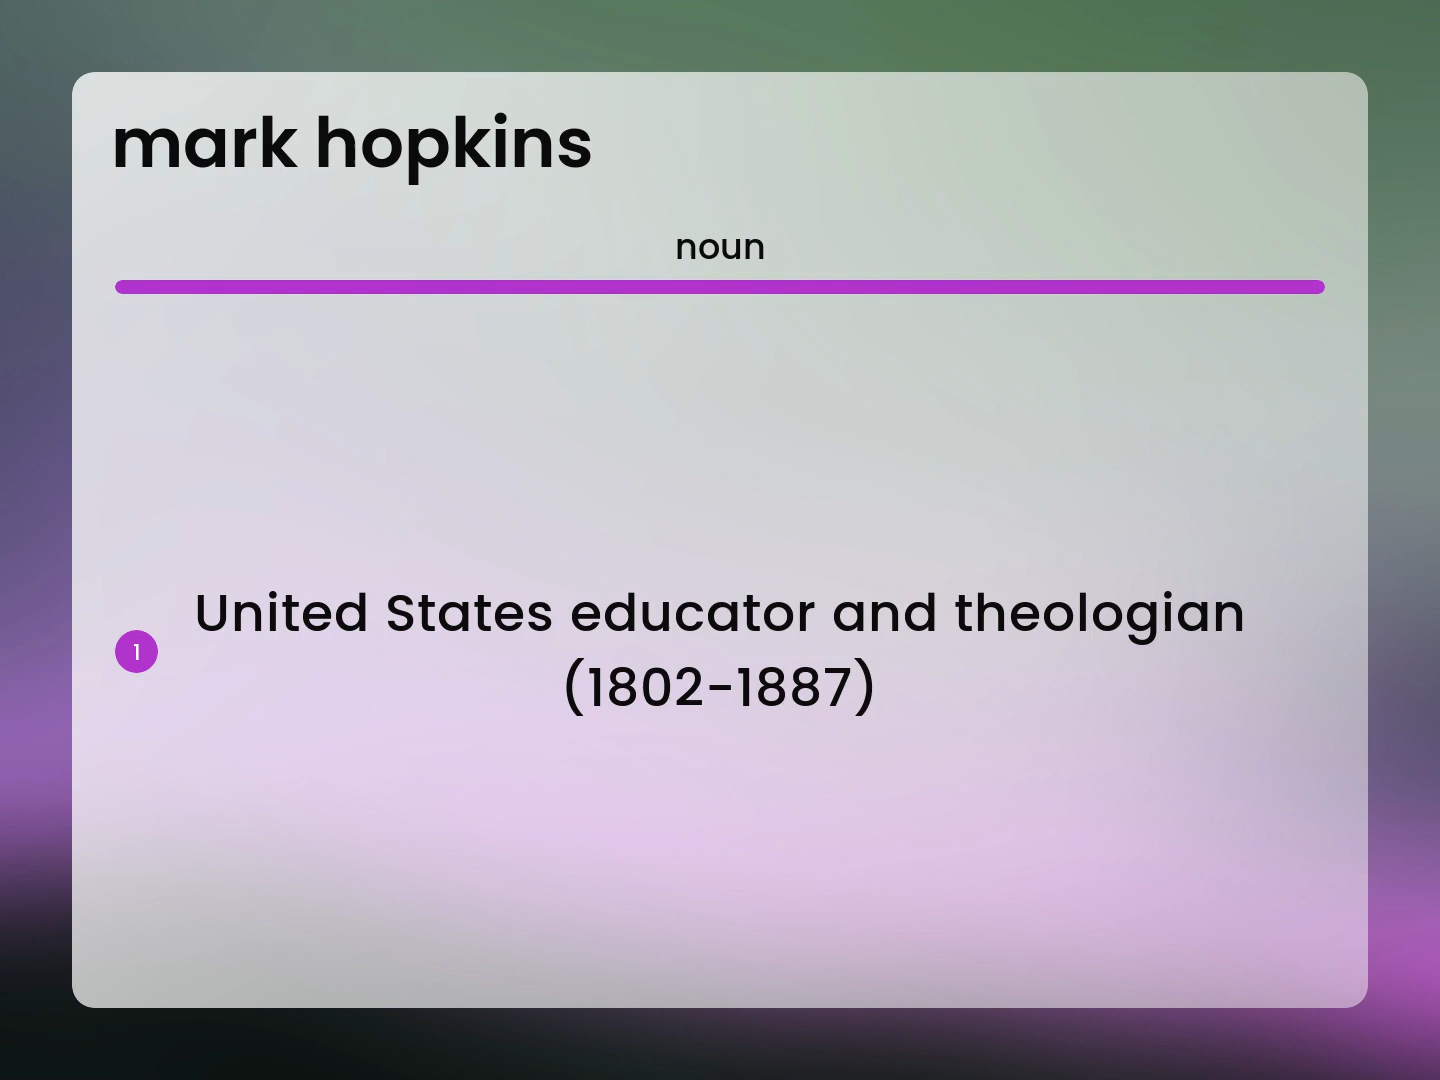 mark hopkins
noun
1 United States educator and theologian
(1802-1887)